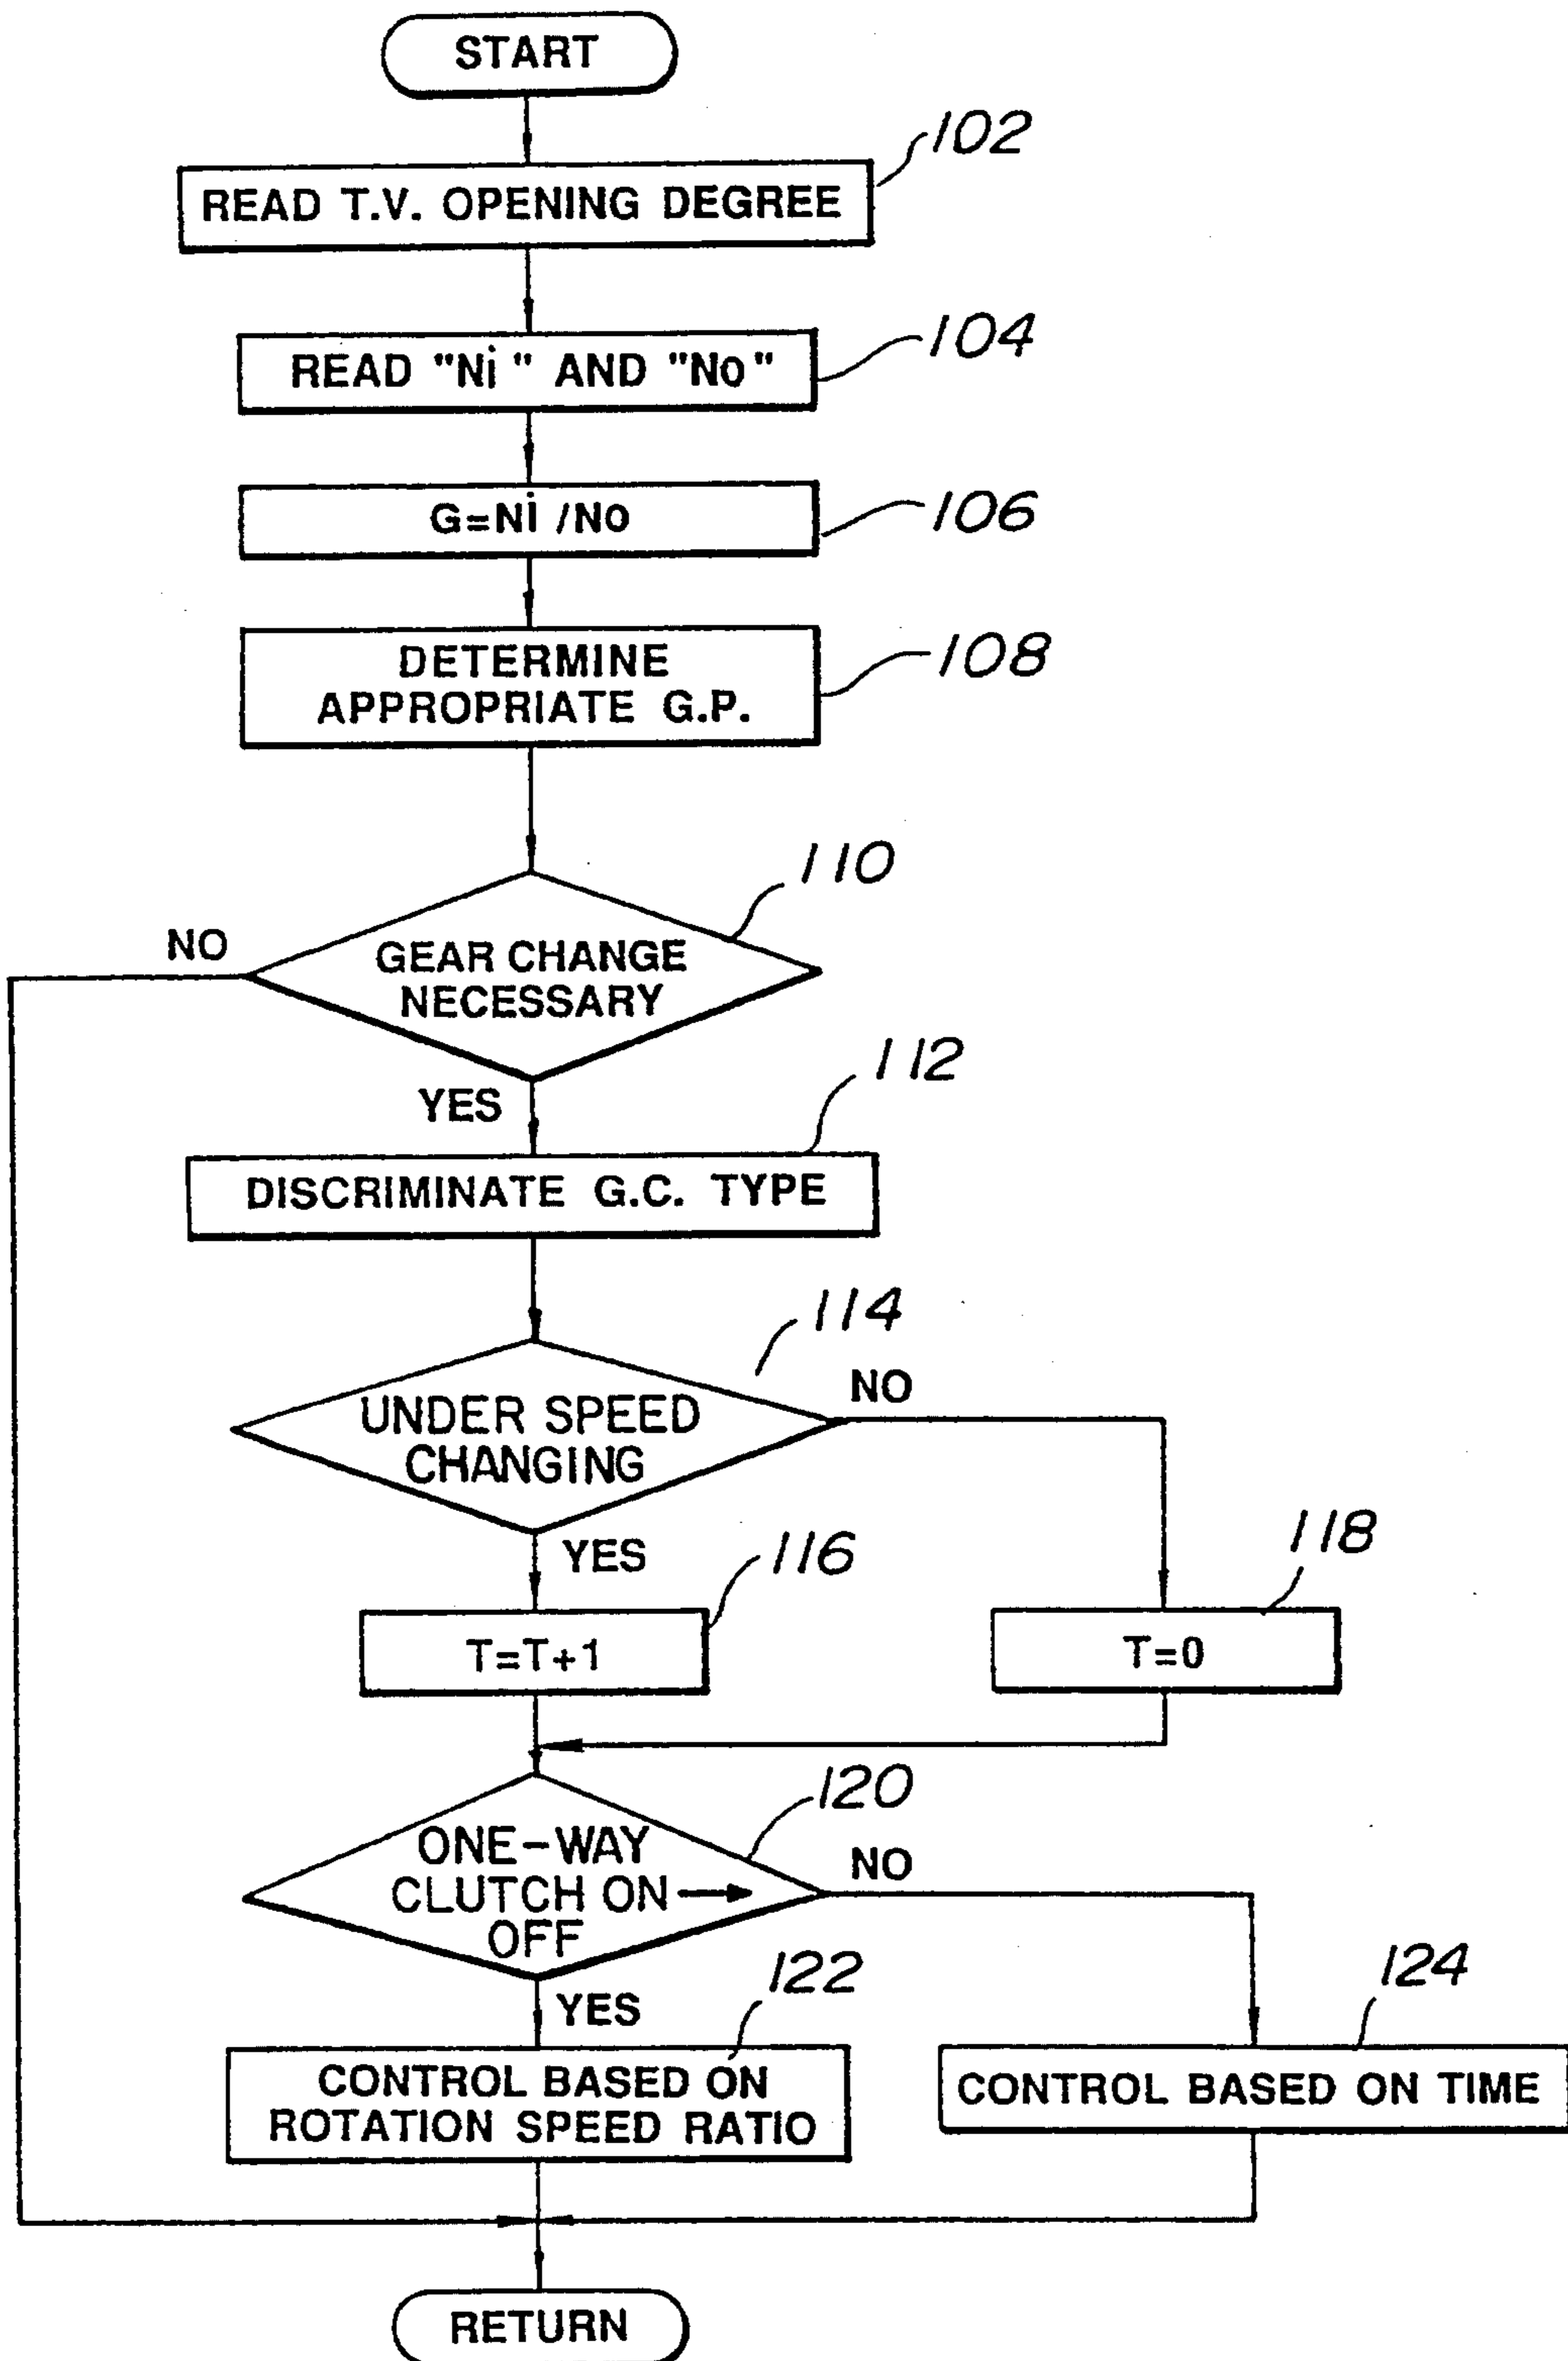 START
102
READ T.V. OPENING DEGREE
104
READ "Ni" AND "No"
106
G=Ni /No
108
DETERMINE
APPROPRIATE G.P.
110
NO
GEAR CHANGE
NECESSARY
YES
112
DISCRIMINATE G.C. TYPE
114
NO
UNDER SPEED
CHANGING
YES
116
118
T=T+1
T=0
120
NO
ONE-WAY
CLUTCH ON →
OFF
YES
122
124
CONTROL BASED ON
ROTATION SPEED RATIO
CONTROL BASED ON TIME
RETURN